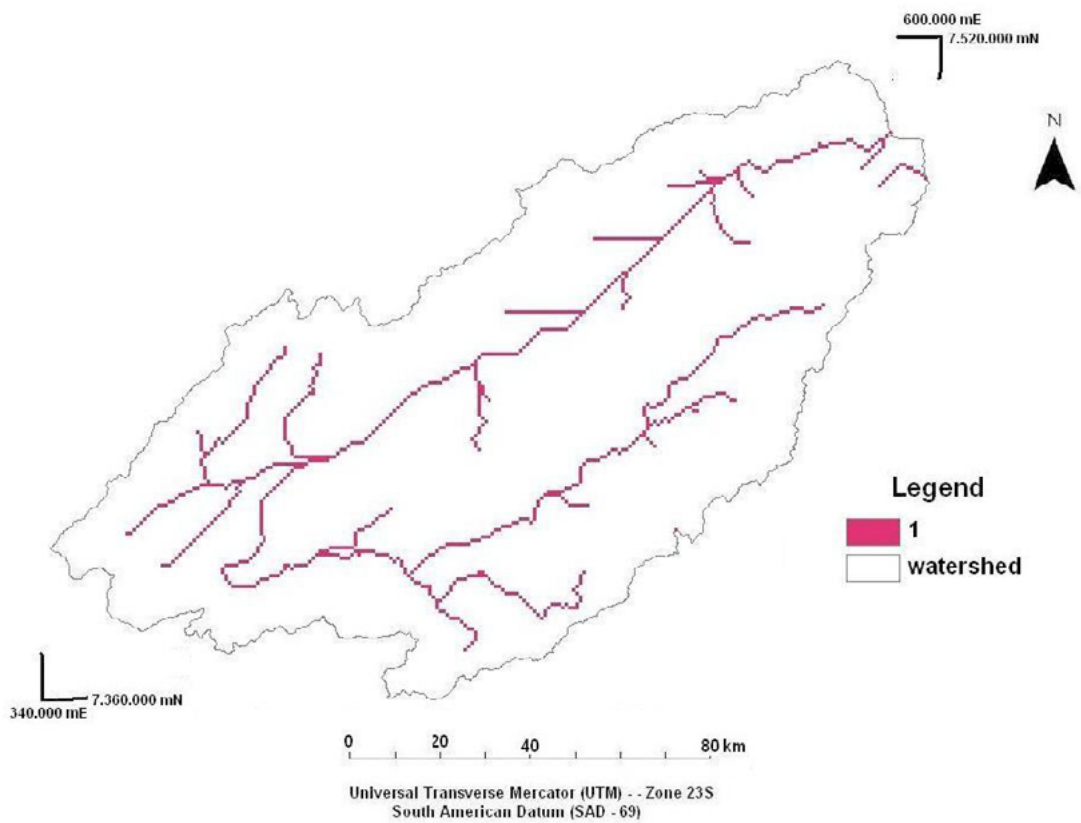 600.000 mE
7.520.000 mN
N
Legend
1
watershed
7.360.000 mN
340.000 mE
0 20 40 80 km
Universal Transverse Mercator (UTM) - - Zone 23S
South American Datum (SAD - 69)